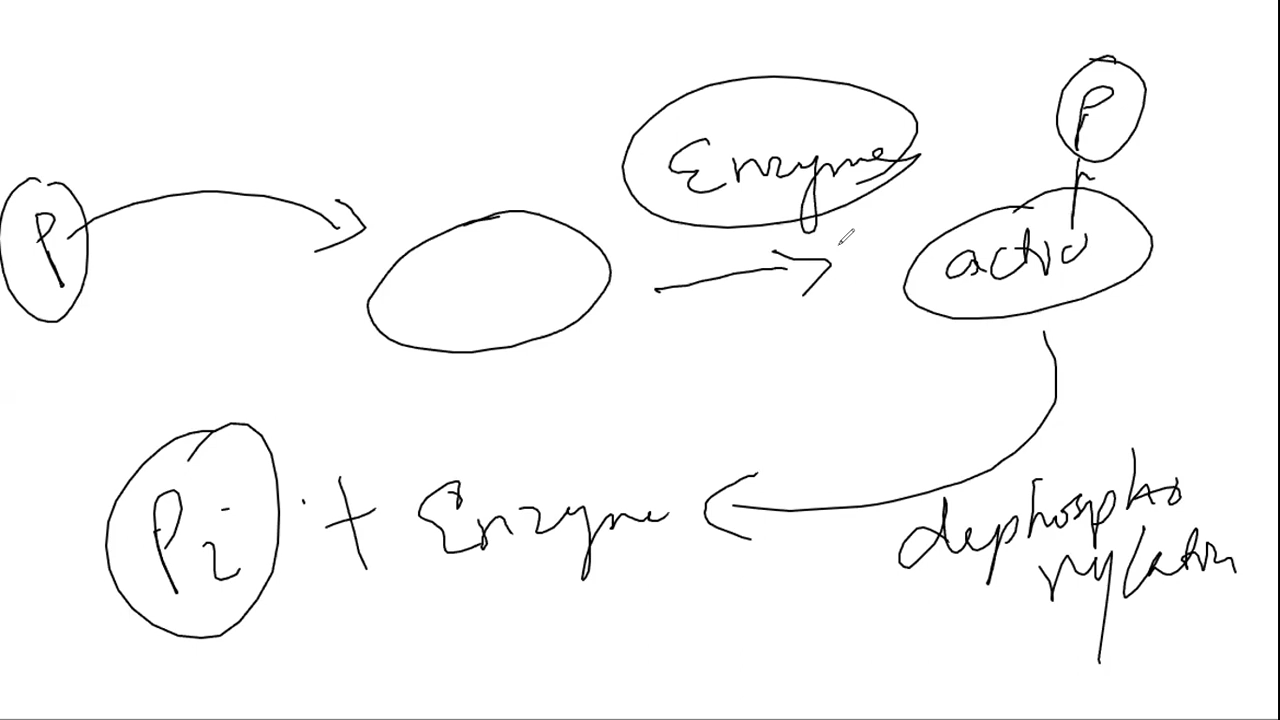 P
Enzyme
P
activ
Pi + Enzyme
dephospho
rylation